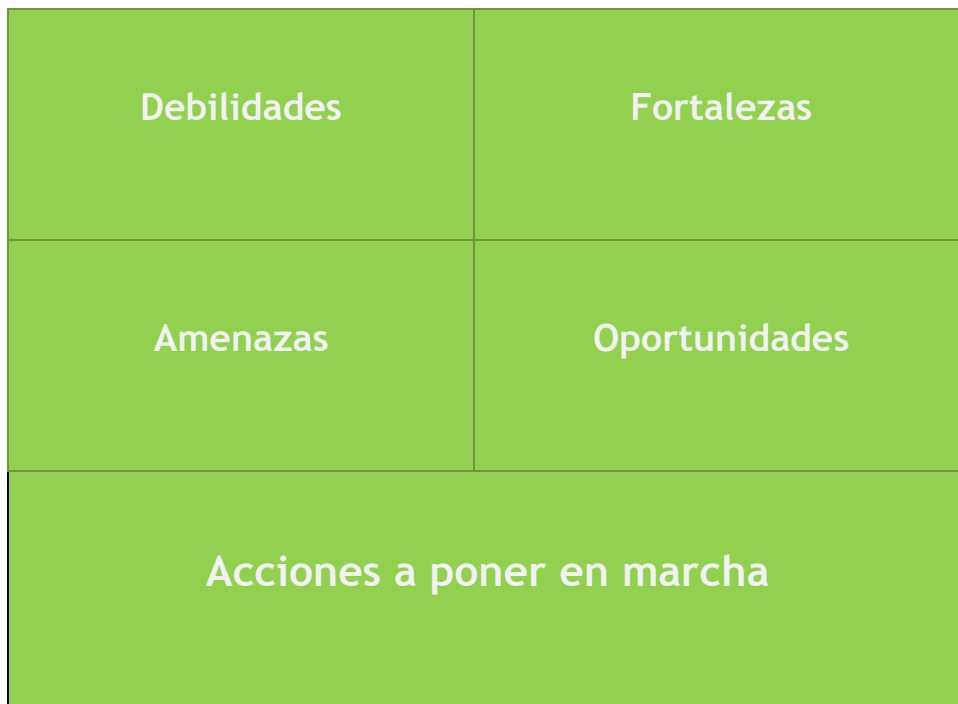 Debilidades
Fortalezas
Amenazas
Oportunidades
Acciones a poner en marcha